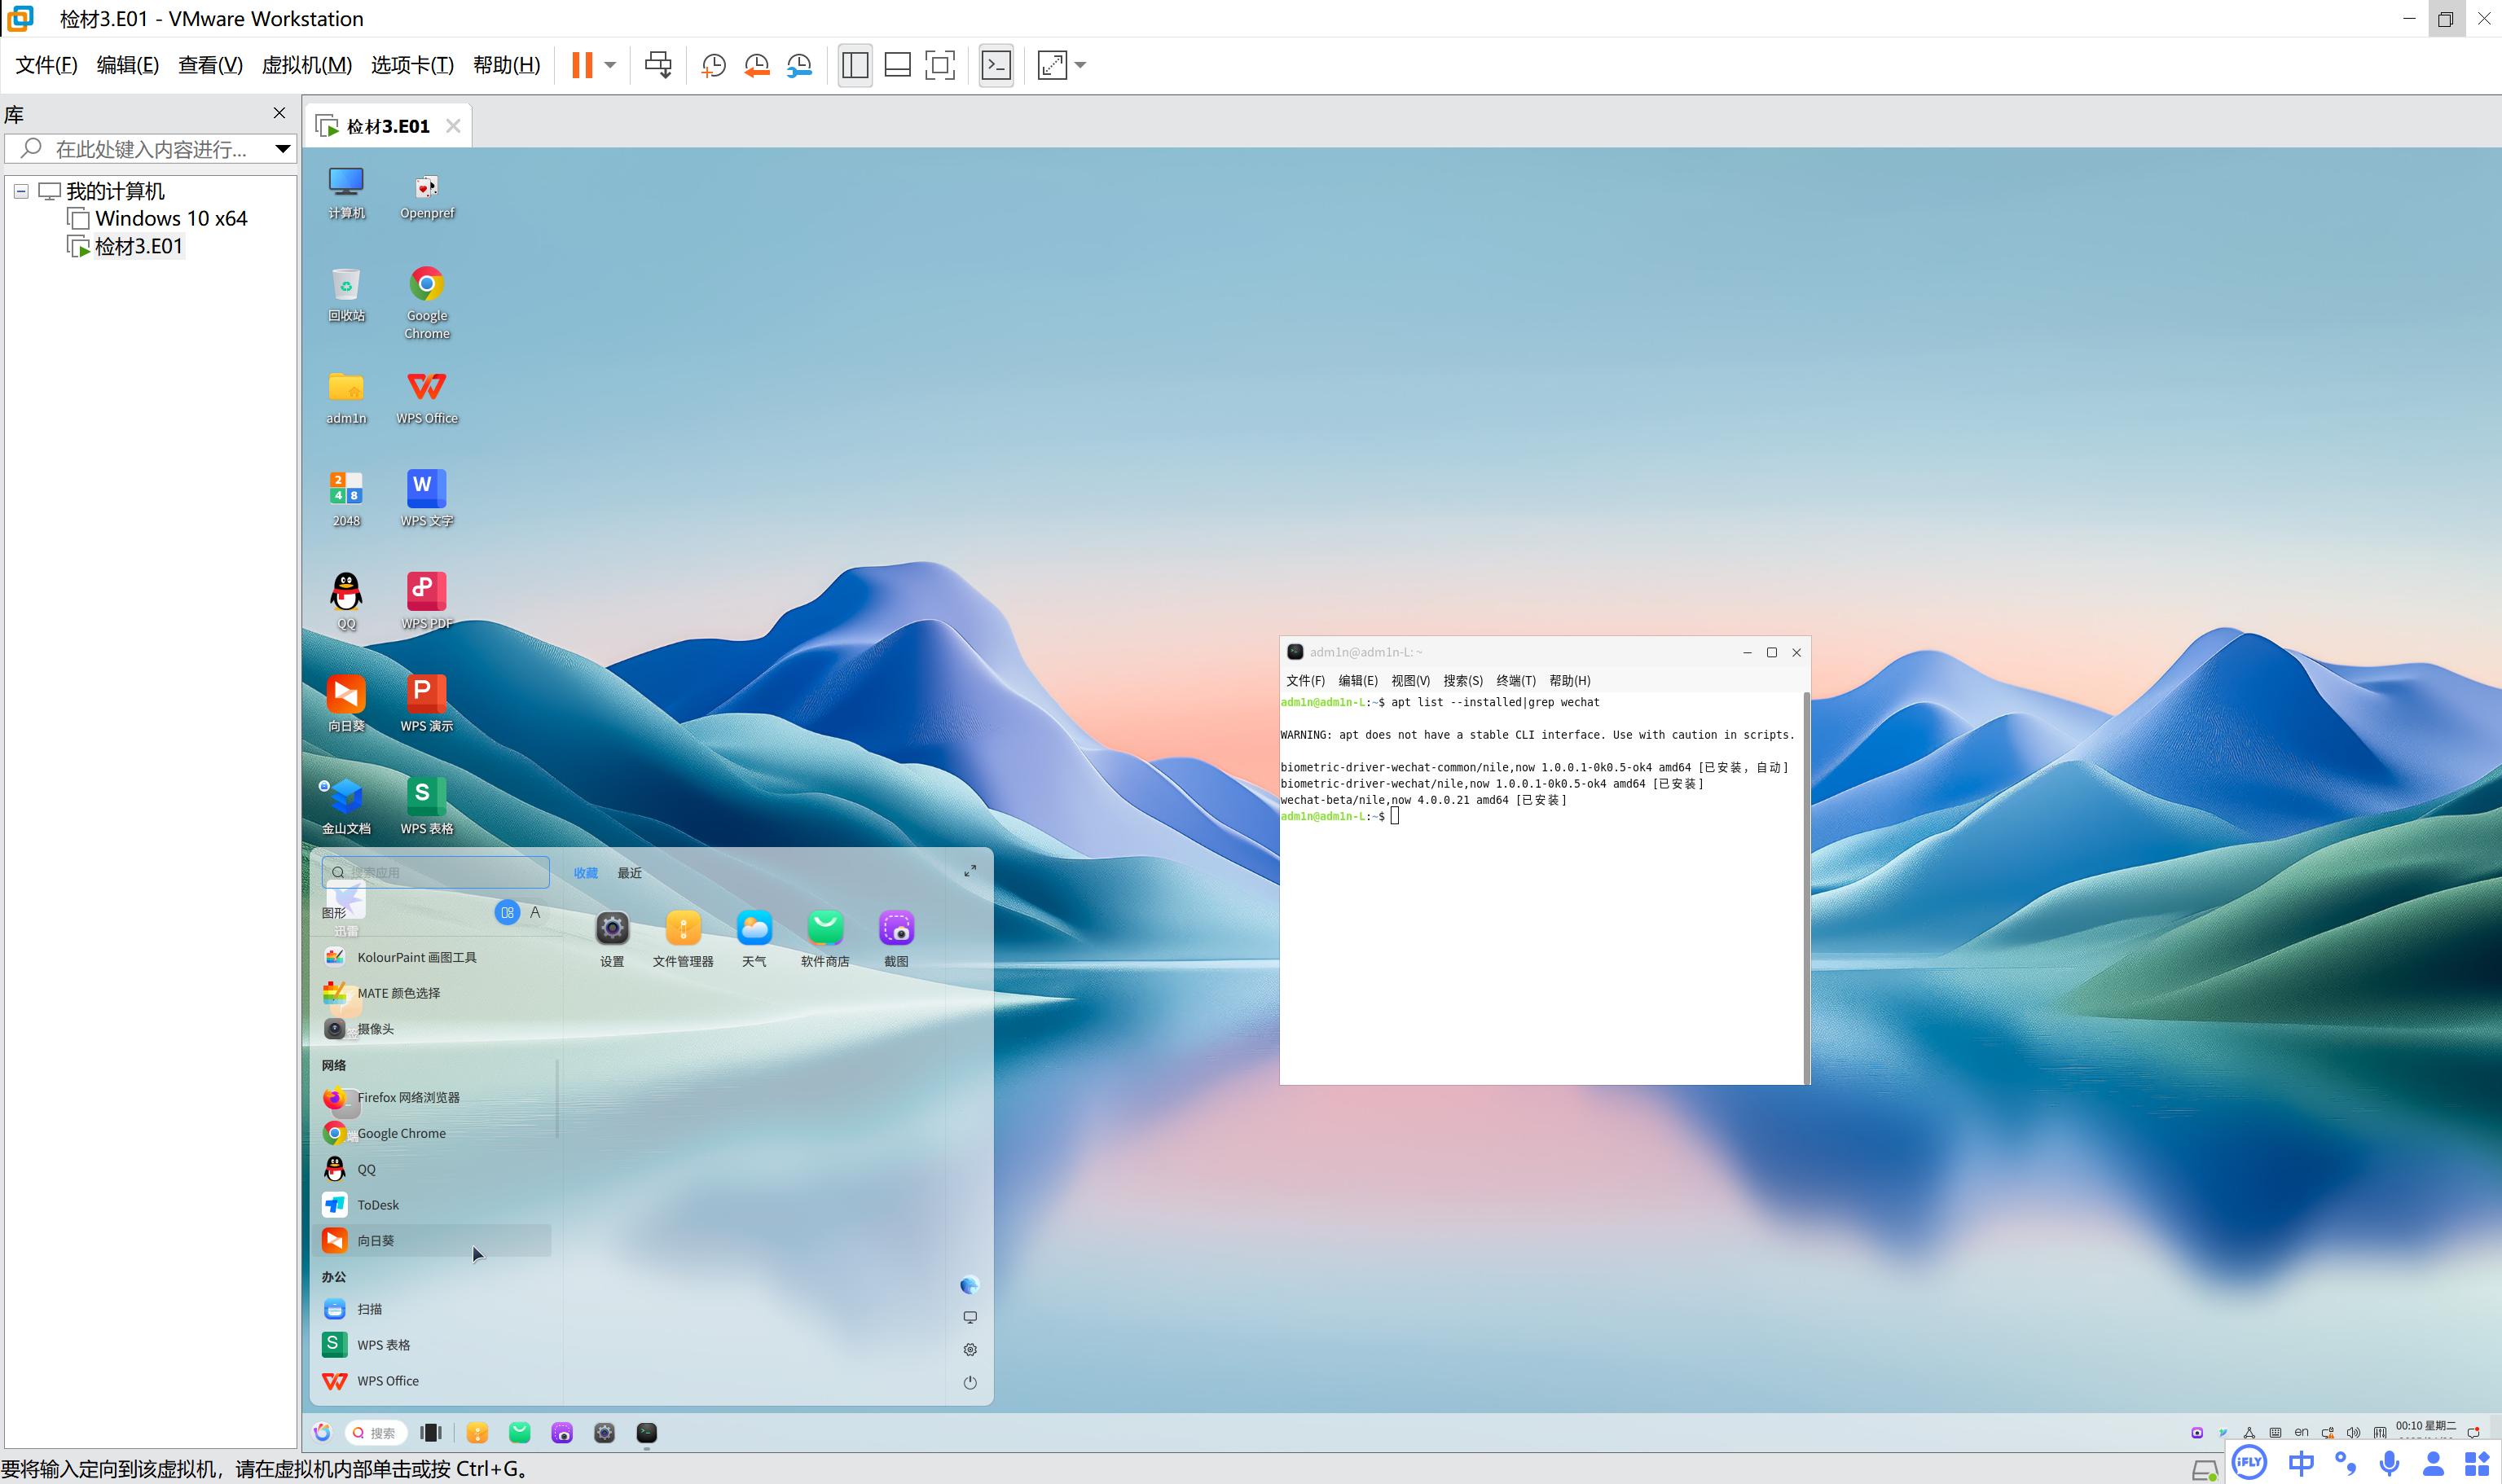 检材3.E01 - VMware Workstation
文件(F) 编辑(E) 查看(V) 虚拟机(M) 选项卡(T) 帮助(H)
库
在此处键入内容进行...
我的计算机
Windows 10 x64
检材3.E01
检材3.E01
计算机
Openpref
回收站
Google Chrome
adm1n
WPS Office
2048
WPS 文字
QQ
WPS PDF
向日葵
WPS 演示
金山文档
WPS 表格
搜索应用
收藏 最近
图形
A
迅雷
KolourPaint 画图工具
MATE 颜色选择
摄像头
网络
Firefox 网络浏览器
Google Chrome
QQ
ToDesk
向日葵
办公
扫描
WPS 表格
WPS Office
设置
文件管理器
天气
软件商店
截图
adm1n@adm1n-L: ~
文件(F) 编辑(E) 视图(V) 搜索(S) 终端(T) 帮助(H)
adm1n@adm1n-L:~$ apt list --installed|grep wechat
WARNING: apt does not have a stable CLI interface. Use with caution in scripts.
biometric-driver-wechat-common/nile,now 1.0.0.1-0k0.5-ok4 amd64 [已安装，自动]
biometric-driver-wechat/nile,now 1.0.0.1-0k0.5-ok4 amd64 [已安装]
wechat-beta/nile,now 4.0.0.21 amd64 [已安装]
adm1n@adm1n-L:~$
搜索
en
00:10 星期二
iFLY
中
要将输入定向到该虚拟机，请在虚拟机内部单击或按 Ctrl+G。